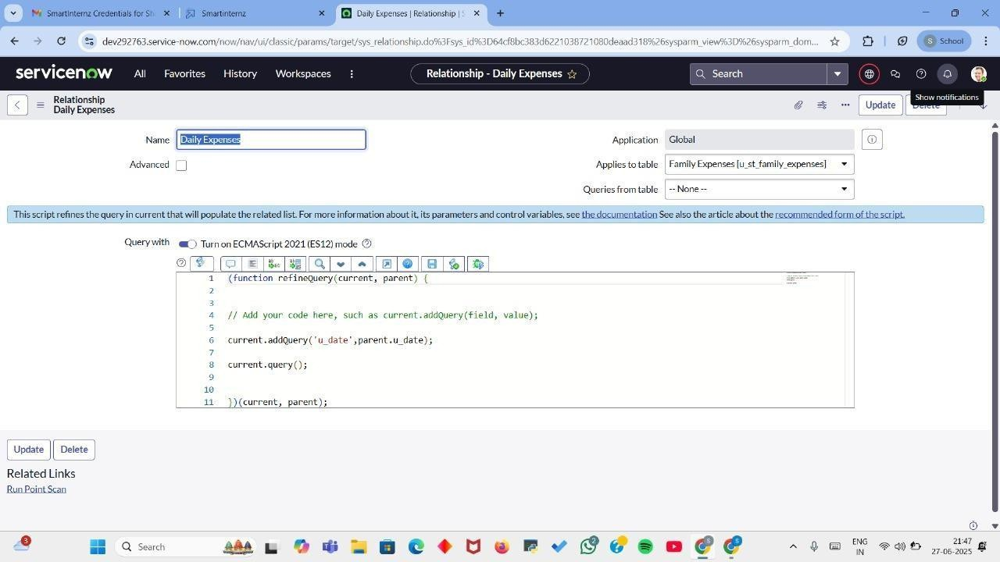 SmartInternz Credentials for Sh
Smartinternz
Daily Expenses | Relationship | S
dev292763.service-now.com/now/nav/ui/classic/params/target/sys_relationship.do%3Fsys_id%3D64cf8bc383d6221038721080deaad318%26sysparm_view%3D%26sysparm_dom...
School
servicenow
All
Favorites
History
Workspaces
Relationship - Daily Expenses
Search
Relationship
Daily Expenses
Update
Delete
Show notifications
Name
Daily Expenses
Application
Global
Advanced
Applies to table
Family Expenses [u_st_family_expenses]
Queries from table
-- None --
This script refines the query in current that will populate the related list. For more information about it, its parameters and control variables, see the documentation See also the article about the recommended form of the script.
Query with
Turn on ECMAScript 2021 (ES12) mode
1 (function refineQuery(current, parent) {
2
3
4 // Add your code here, such as current.addQuery(field, value);
5
6 current.addQuery('u_date',parent.u_date);
7
8 current.query();
9
10
11 })(current, parent);
Update
Delete
Related Links
Run Point Scan
3
Search
2
ENG
IN
21:47
27-06-2025